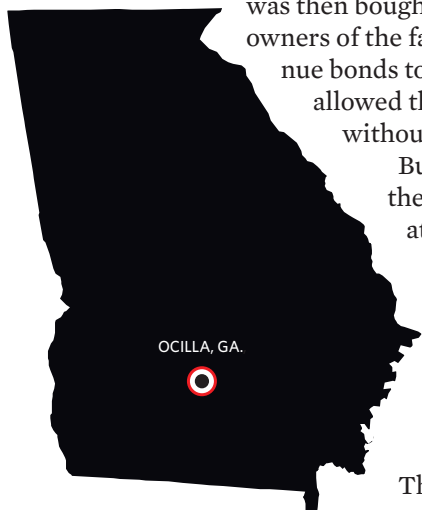 was then bough
owners of the fa
nue bonds to
allowed th
withou
Bu
the
at
OCILLA, GA.
Th